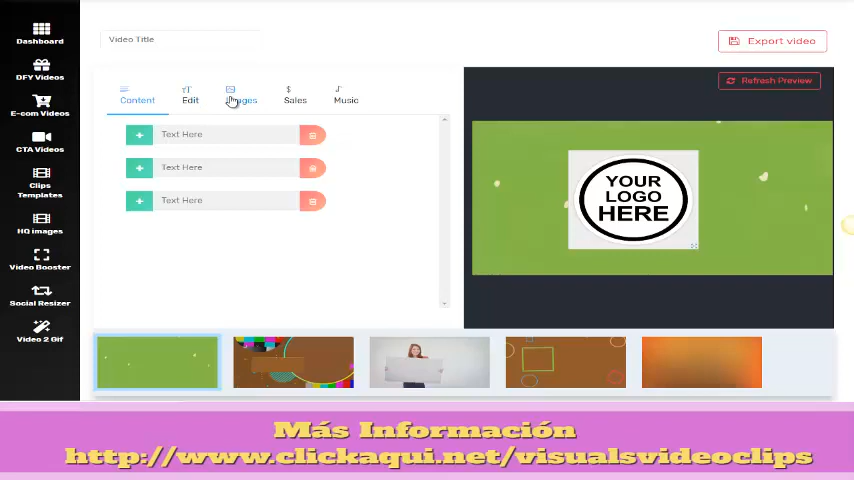 Dashboard
DFY Videos
E-com Videos
CTA Videos
Clips
Templates
HQ images
Video Booster
Social Resizer
Video 2 Gif
Video Title
Export video
Content
Edit
Images
Sales
Music
Text Here
Text Here
Text Here
Refresh Preview
YOUR
LOGO
HERE
Más Información
http://www.clickaqui.net/visualsvideoclips